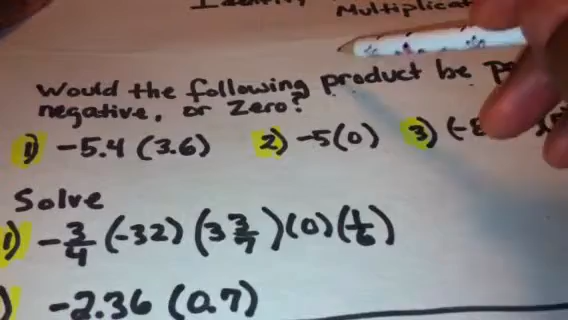 Identity Multiplicat
Would the following product be P
negative, or Zero?
1) -5.4 (3.6) 2) -5(0) 3) (-8
Solve
1) -3/4 (-32) (3 3/7) (0) (1/6)
) -2.36 (0.7)